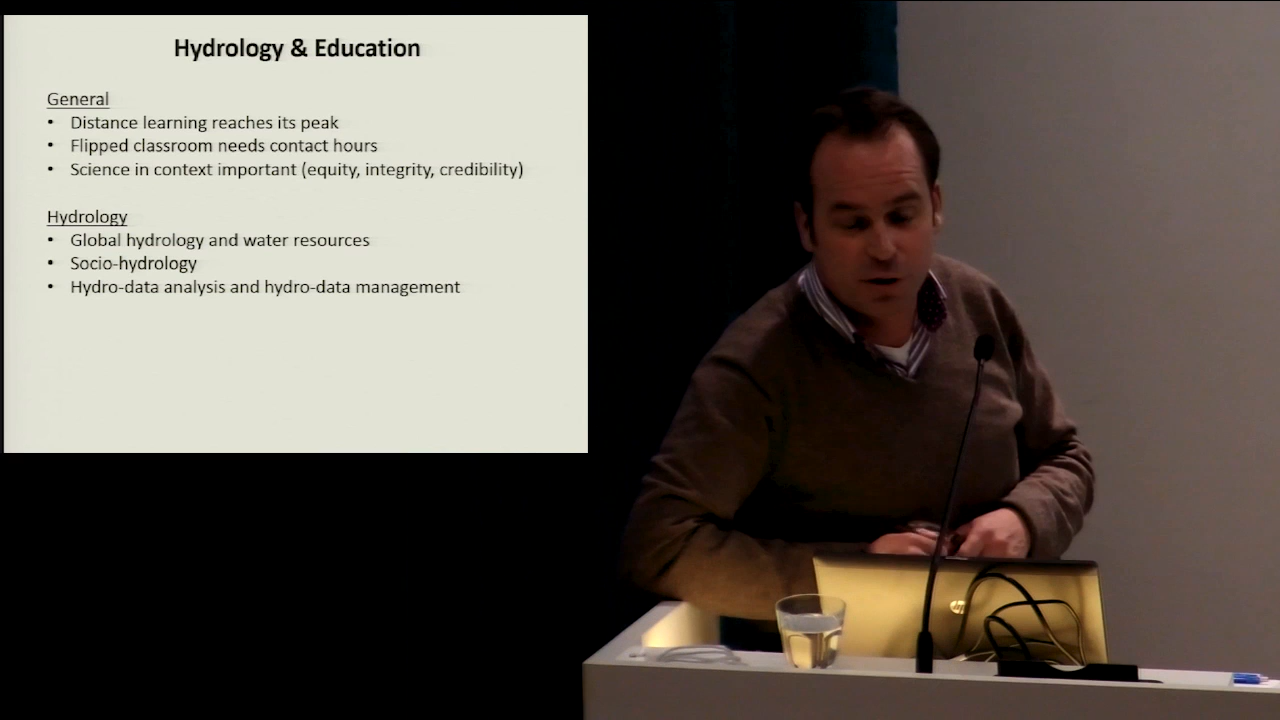 Hydrology & Education
General
• Distance learning reaches its peak
• Flipped classroom needs contact hours
• Science in context important (equity, integrity, credibility)
Hydrology
• Global hydrology and water resources
• Socio-hydrology
• Hydro-data analysis and hydro-data management
hp